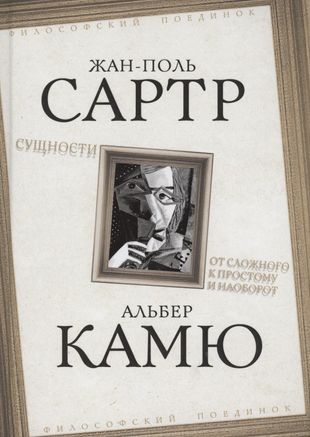 ФИЛОСОФСКИЙ ПОЕДИНОК
ЖАН-ПОЛЬ
САРТР
СУЩНОСТИ
ОТ СЛОЖНОГО
К ПРОСТОМУ
И НАОБОРОТ
АЛЬБЕР
КАМЮ
ФИЛОСОФСКИЙ ПОЕДИНОК